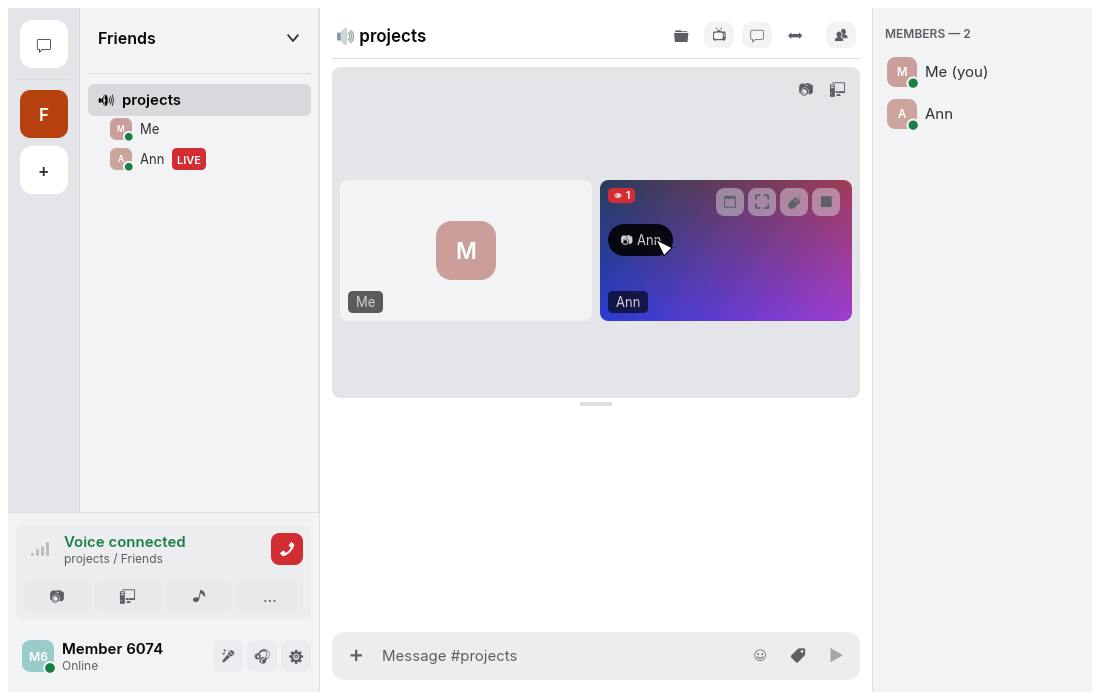 Friends
F
+
projects
M
Me
A
Ann
LIVE
Voice connected
projects / Friends
...
M6
Member 6074
Online
projects
M
Me
1
Ann
Ann
+
Message #projects
MEMBERS — 2
M
Me (you)
A
Ann